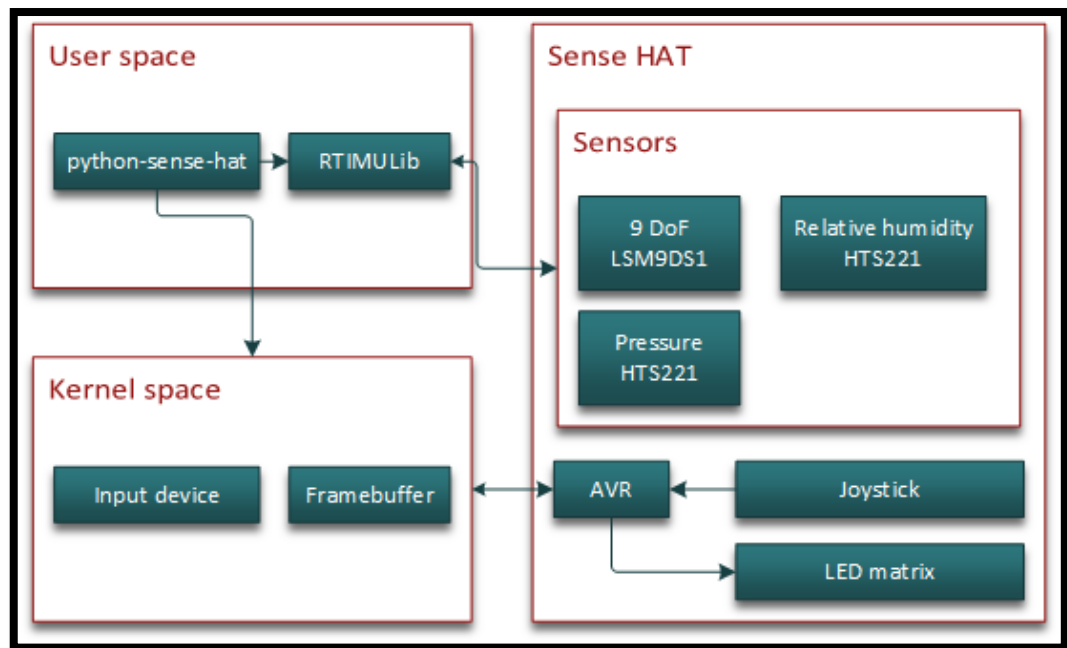 User space
python-sense-hat
RTIMULib
Kernel space
Input device
Framebuffer
Sense HAT
Sensors
9 DoF
LSM9DS1
Relative humidity
HTS221
Pressure
HTS221
AVR
Joystick
LED matrix